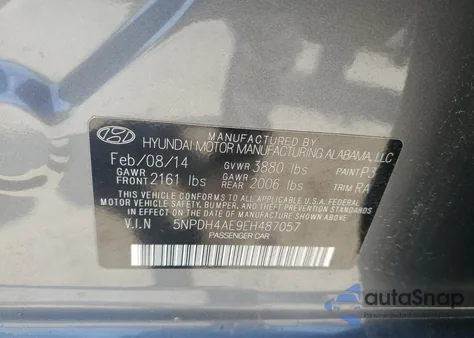 MANUFACTURED BY
HYUNDAI MOTOR MANUFACTURING ALABAMA, LLC
Feb/08/14 GVWR 3880 lbs PAINT P3
GAWR FRONT 2161 lbs GAWR REAR 2006 lbs TRIM RA
THIS VEHICLE CONFORMS TO ALL APPLICABLE U.S.A. FEDERAL
MOTOR VEHICLE SAFETY, BUMPER, AND THEFT PREVENTION
STANDARDS IN EFFECT ON THE DATE OF MANUFACTURE SHOWN ABOVE.
V.I.N 5NPDH4AE9EH487057
PASSENGER CAR
autaSnap